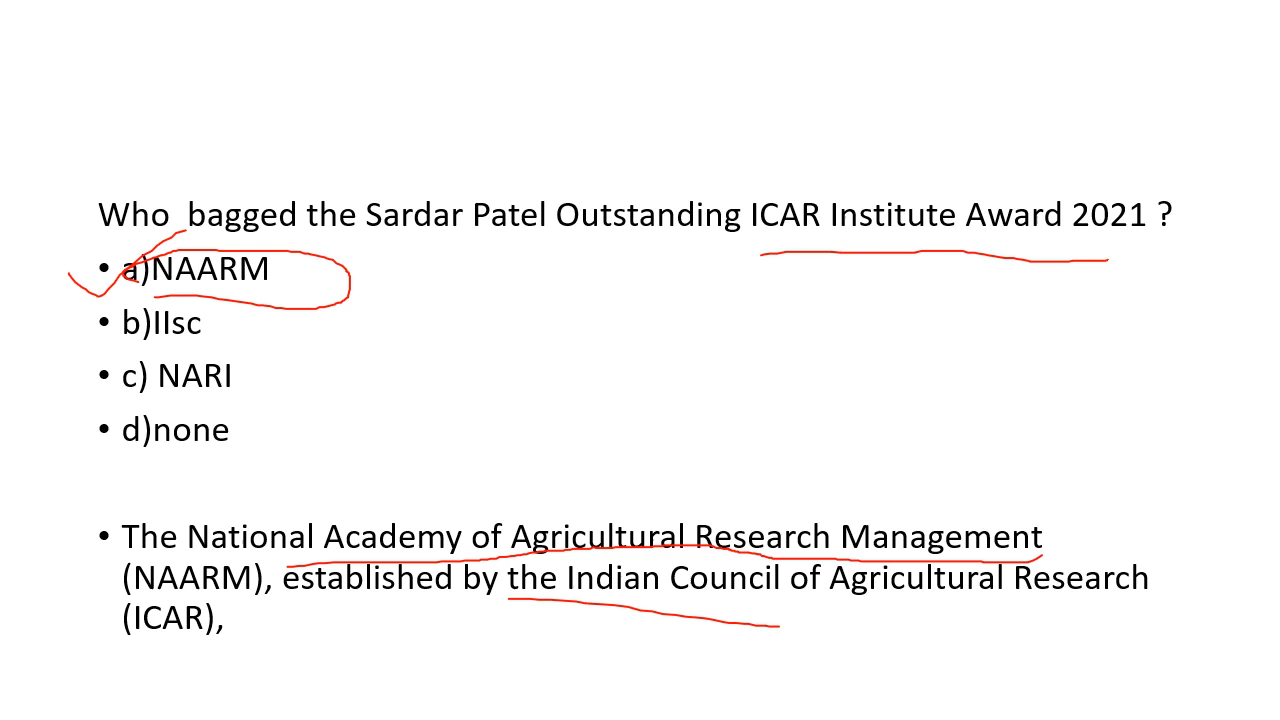 Who  bagged the Sardar Patel Outstanding ICAR Institute Award 2021 ?
• a)NAARM
• b)IIsc
• c) NARI
• d)none
• The National Academy of Agricultural Research Management
(NAARM), established by the Indian Council of Agricultural Research
(ICAR),